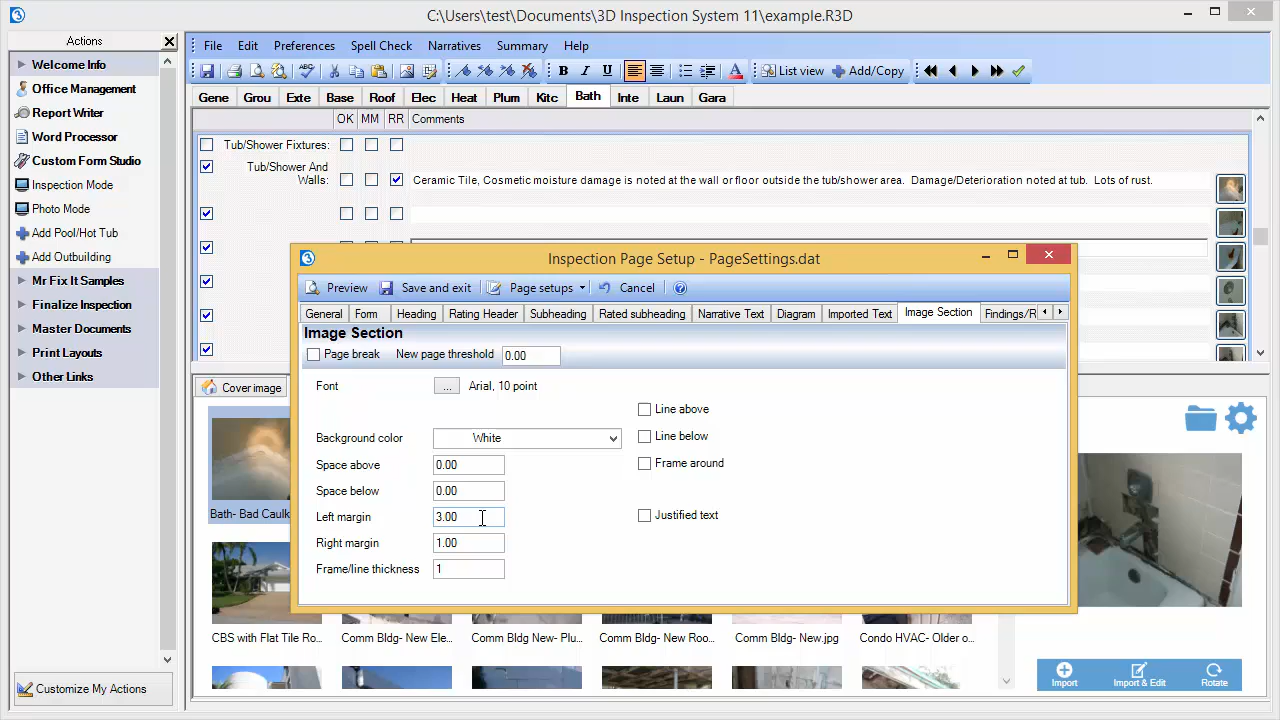 C:\Users\test\Documents\3D Inspection System 11\example.R3D
Actions
Welcome Info
Office Management
Report Writer
Word Processor
Custom Form Studio
Inspection Mode
Photo Mode
Add Pool/Hot Tub
Add Outbuilding
Mr Fix It Samples
Finalize Inspection
Master Documents
Print Layouts
Other Links
Customize My Actions
File Edit Preferences Spell Check Narratives Summary Help
B I U A List view Add/Copy
Gene Grou Exte Base Roof Elec Heat Plum Kitc Bath Inte Laun Gara
OK MM RR Comments
Tub/Shower Fixtures:
Tub/Shower And
Walls: Ceramic Tile, Cosmetic moisture damage is noted at the wall or floor outside the tub/shower area. Damage/Deterioration noted at tub. Lots of rust.
Inspection Page Setup - PageSettings.dat
Preview Save and exit Page setups Cancel
General Form Heading Rating Header Subheading Rated subheading Narrative Text Diagram Imported Text Image Section Findings/R
Image Section
Page break New page threshold 0.00
Font ... Arial, 10 point
Line above
Background color White Line below
Space above 0.00 Frame around
Space below 0.00
Left margin 3.00 Justified text
Right margin 1.00
Frame/line thickness 1
Cover image
Bath- Bad Caulk
CBS with Flat Tile Ro... Comm Bldg- New Ele... Comm Bldg New- Plu... Comm Bldg- New Roo... Comm Bldg- New.jpg Condo HVAC- Older o...
Import Import & Edit Rotate